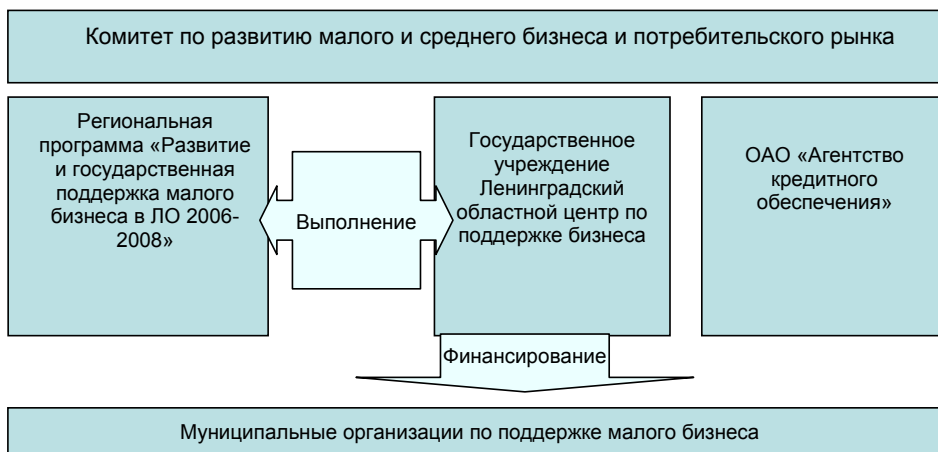 Комитет по развитию малого и среднего бизнеса и потребительского рынка
Региональная
программа «Развитие
и государственная
поддержка малого
бизнеса в ЛО 2006-
2008»
Выполнение
Государственное
учреждение
Ленинградский
областной центр по
поддержке бизнеса
ОАО «Агентство
кредитного
обеспечения»
Финансирование
Муниципальные организации по поддержке малого бизнеса